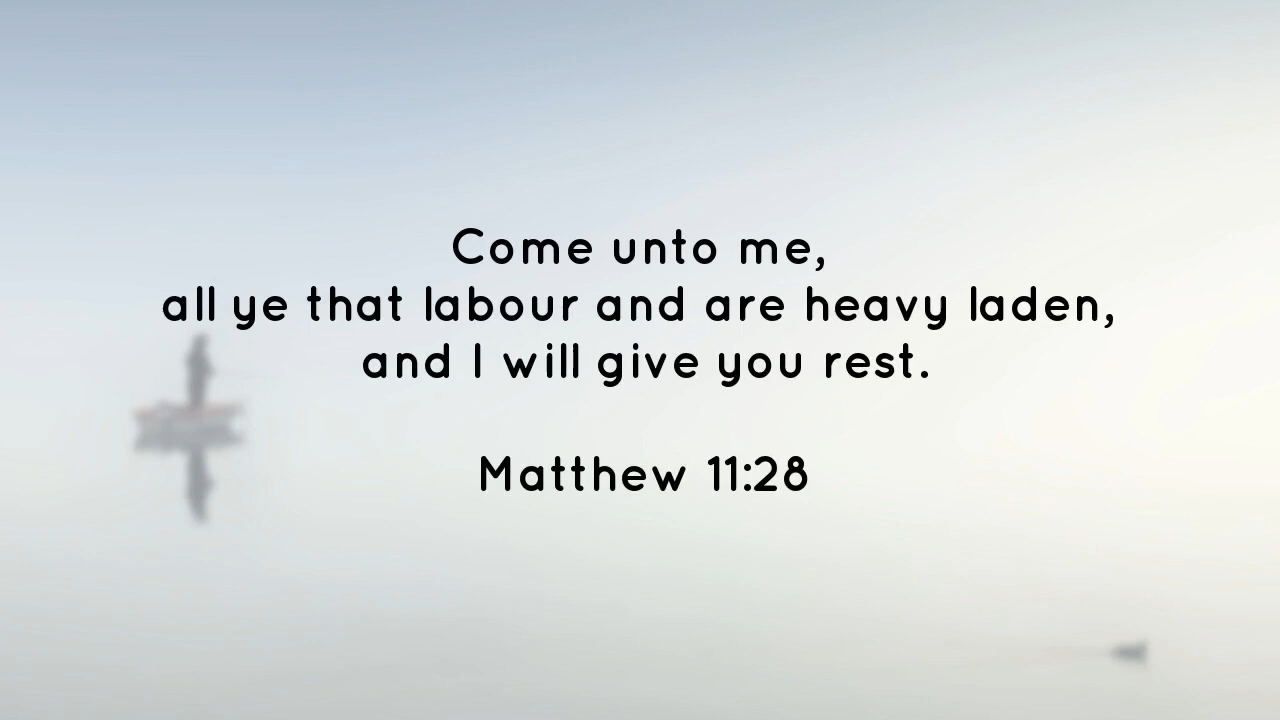 Come unto me,
all ye that labour and are heavy laden,
and I will give you rest.
Matthew 11:28